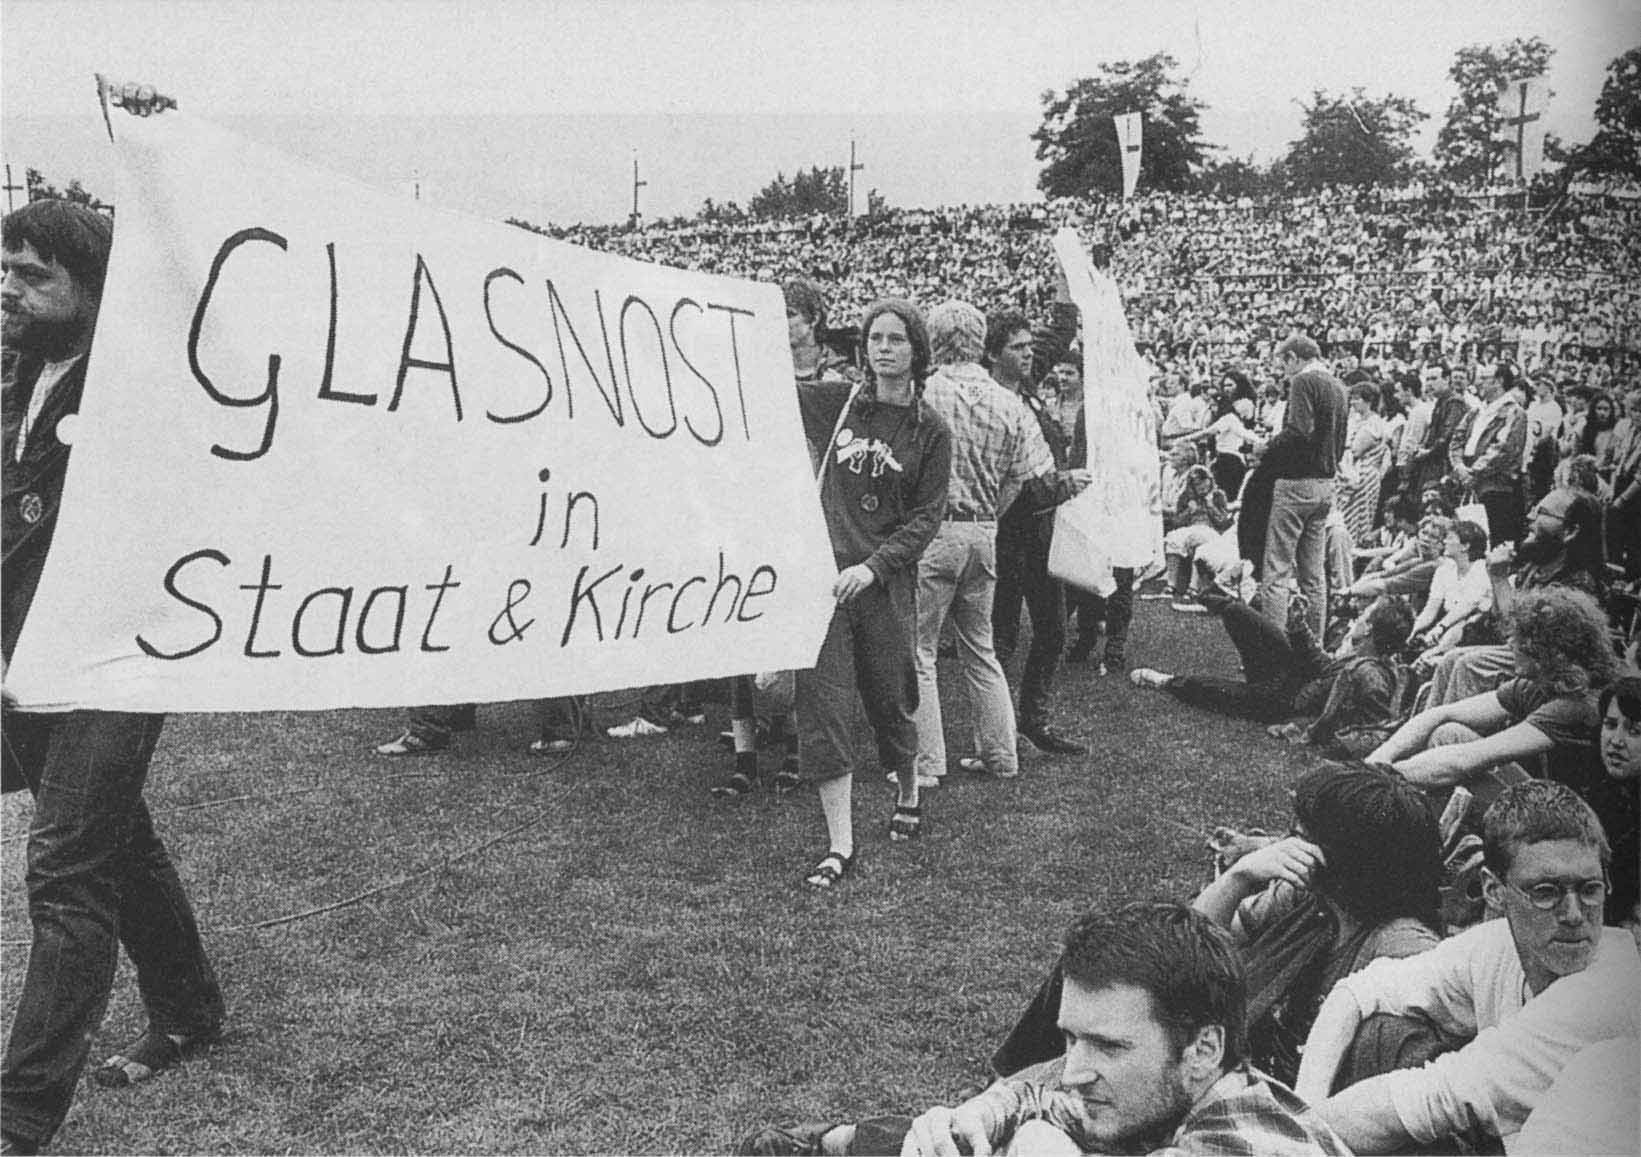 GLASNOST
in
Staat & Kirche